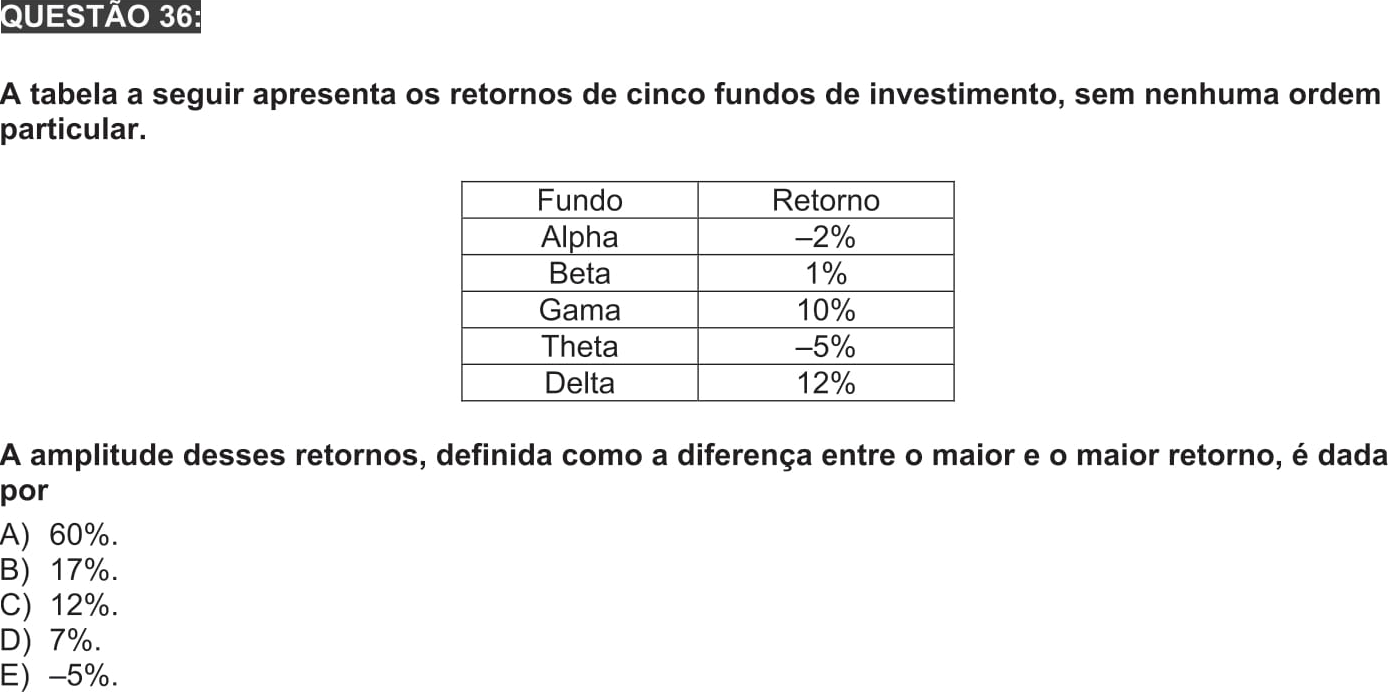 QUESTÃO 36:
A tabela a seguir apresenta os retornos de cinco fundos de investimento, sem nenhuma ordem
particular.
Fundo Retorno
Alpha –2%
Beta 1%
Gama 10%
Theta –5%
Delta 12%
A amplitude desses retornos, definida como a diferença entre o maior e o maior retorno, é dada
por
A) 60%.
B) 17%.
C) 12%.
D) 7%.
E) –5%.